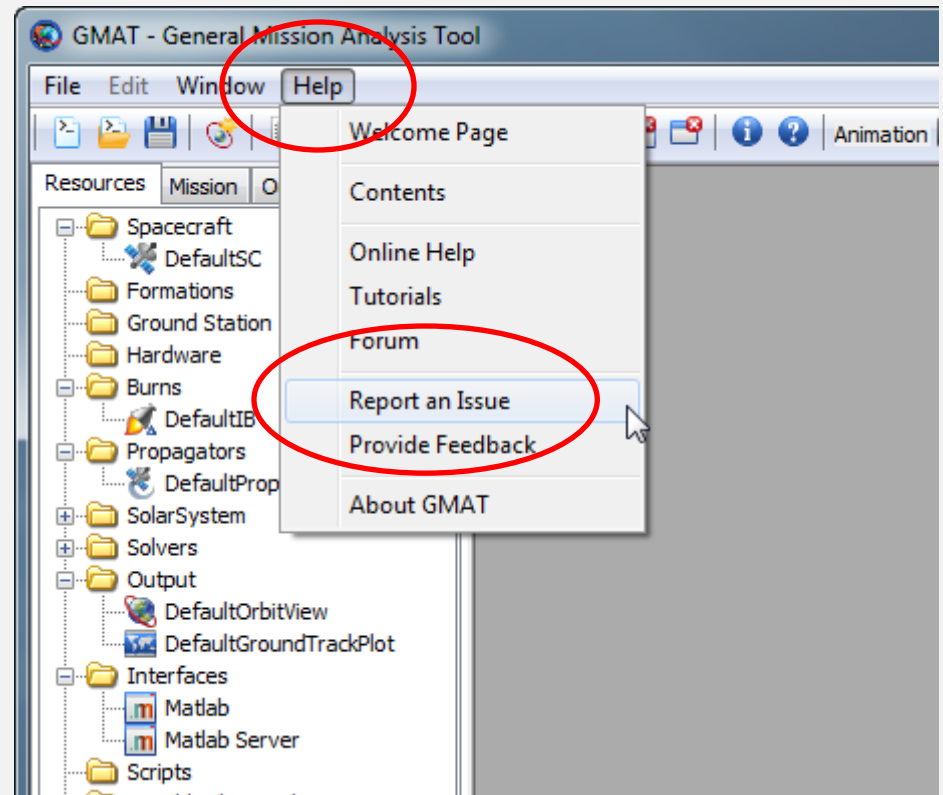 GMAT - General Mission Analysis Tool
File Edit Window Help
Animation
Resources Mission O
Welcome Page
Contents
Online Help
Tutorials
Forum
Report an Issue
Provide Feedback
About GMAT
Spacecraft
DefaultSC
Formations
Ground Station
Hardware
Burns
DefaultIB
Propagators
DefaultProp
SolarSystem
Solvers
Output
DefaultOrbitView
DefaultGroundTrackPlot
Interfaces
Matlab
Matlab Server
Scripts